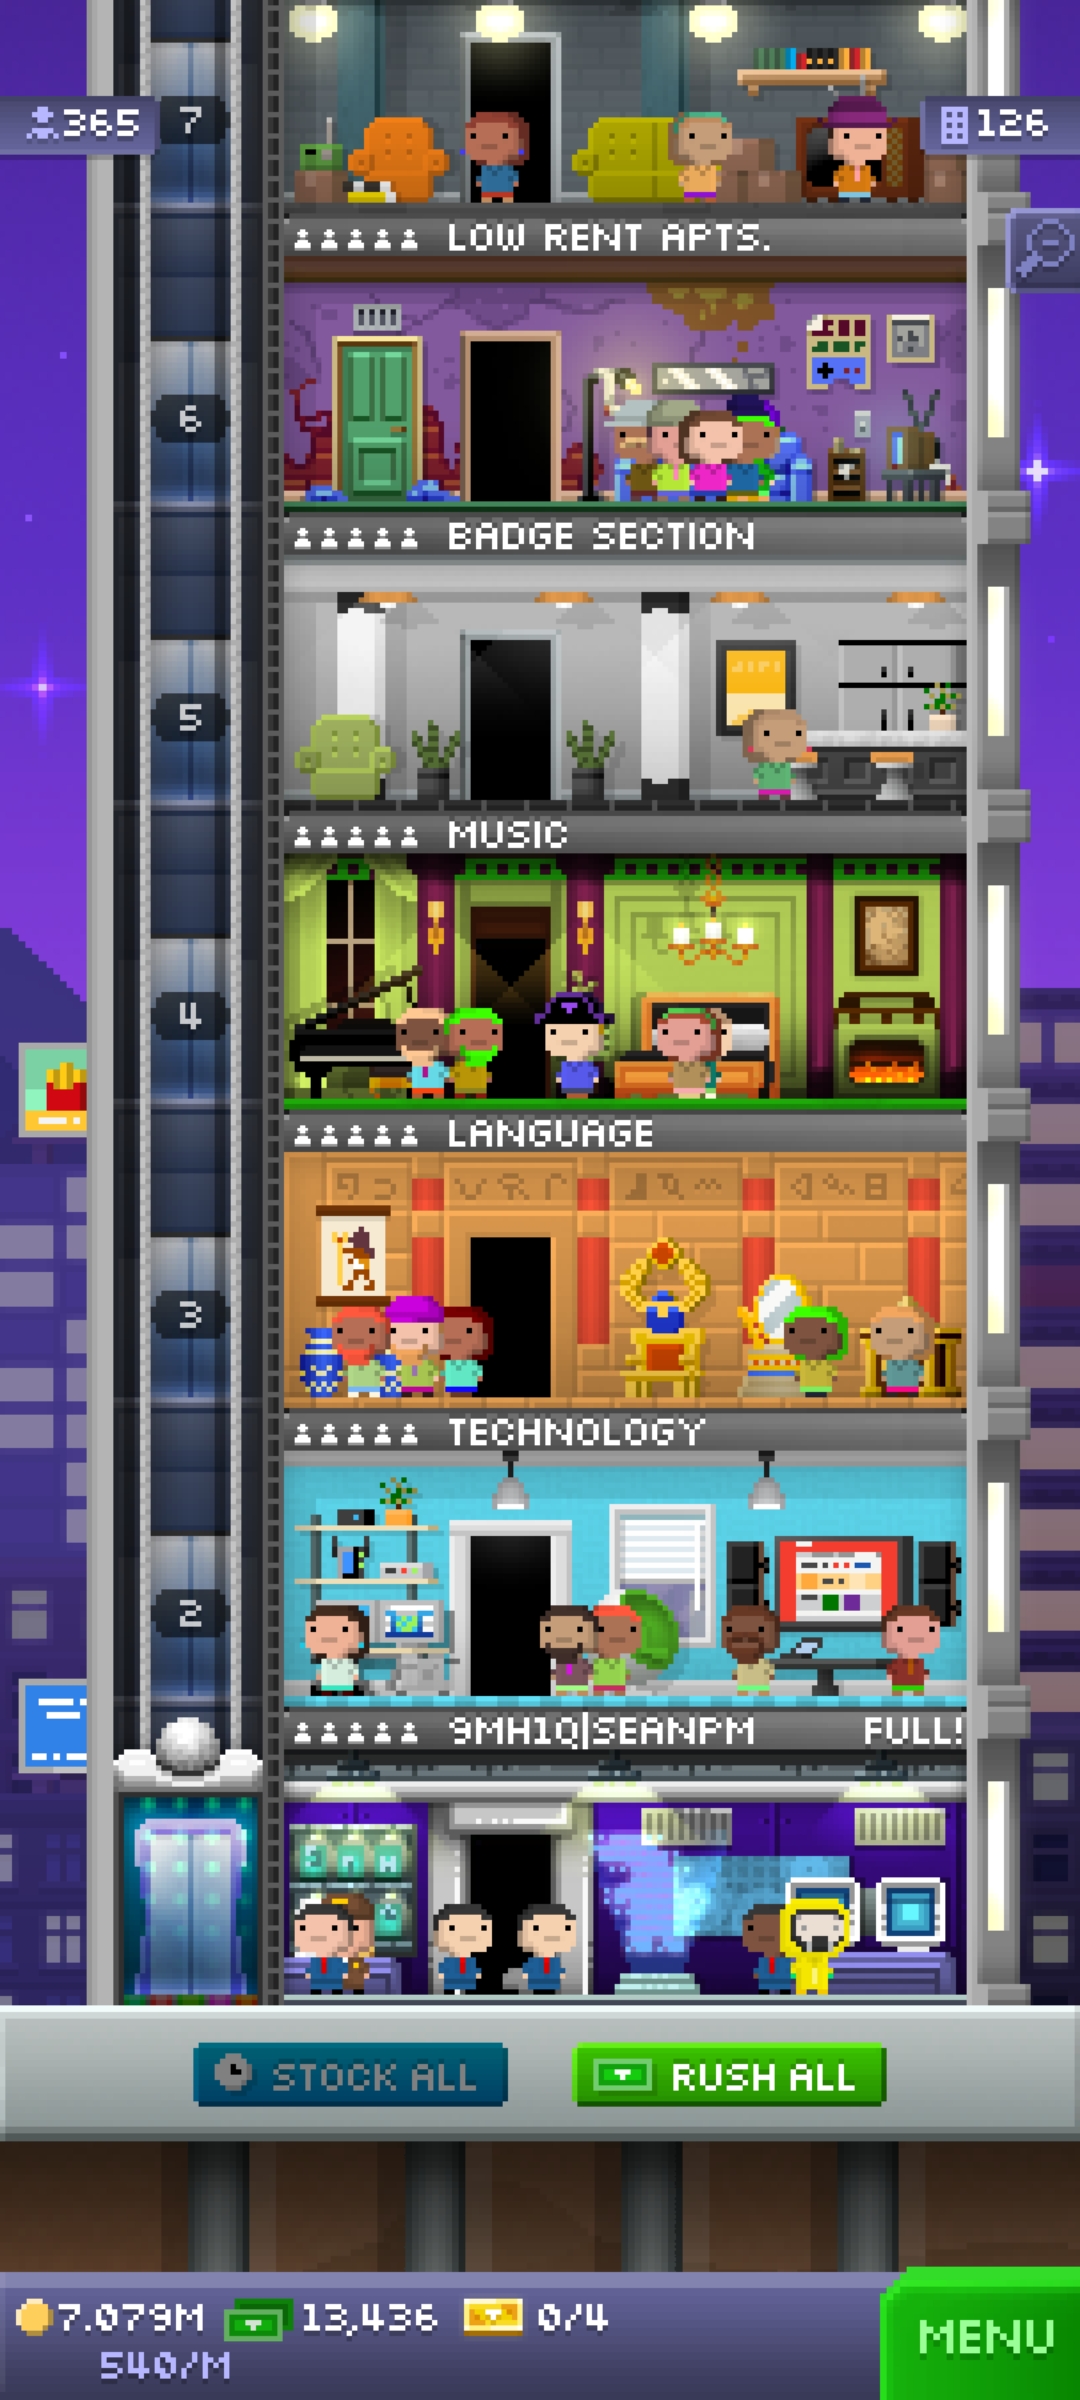 7
365
126
LOW RENT APTS.
6
BADGE SECTION
5
MUSIC
4
LANGUAGE
3
TECHNOLOGY
2
9MH1Q|SEANPM FULL!
STOCK ALL
RUSH ALL
7.079M 13,436 0/4
540/M
MENU